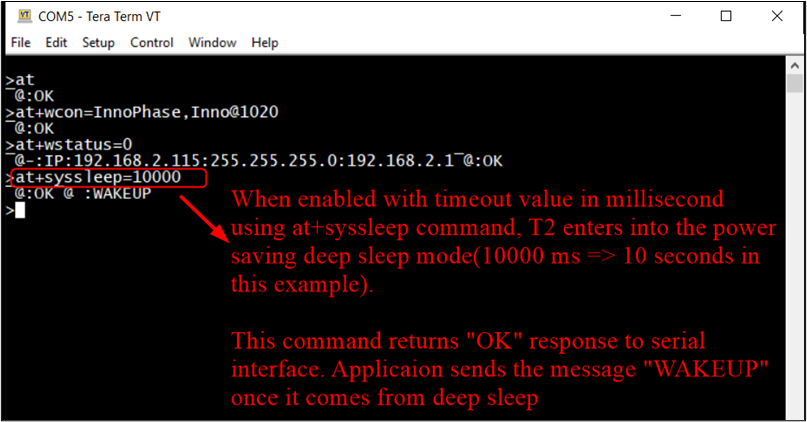 COM5 - Tera Term VT
File Edit Setup Control Window Help
>at
@:OK
>at+wcon=InnoPhase,Inno@1020
@:OK
>at+wstatus=0
@-:IP:192.168.2.115:255.255.255.0:192.168.2.1¯@:OK
>at+syssleep=10000
@:OK @ :WAKEUP
>
When enabled with timeout value in millisecond
using at+syssleep command, T2 enters into the power
saving deep sleep mode(10000 ms => 10 seconds in
this example).
This command returns "OK" response to serial
interface. Applicaion sends the message "WAKEUP"
once it comes from deep sleep